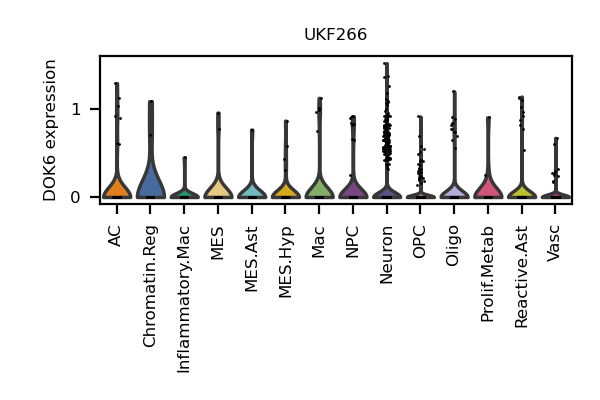 UKF266
DOK6 expression
1
0
AC
Chromatin.Reg
Inflammatory.Mac
MES
MES.Ast
MES.Hyp
Mac
NPC
Neuron
OPC
Oligo
Prolif.Metab
Reactive.Ast
Vasc